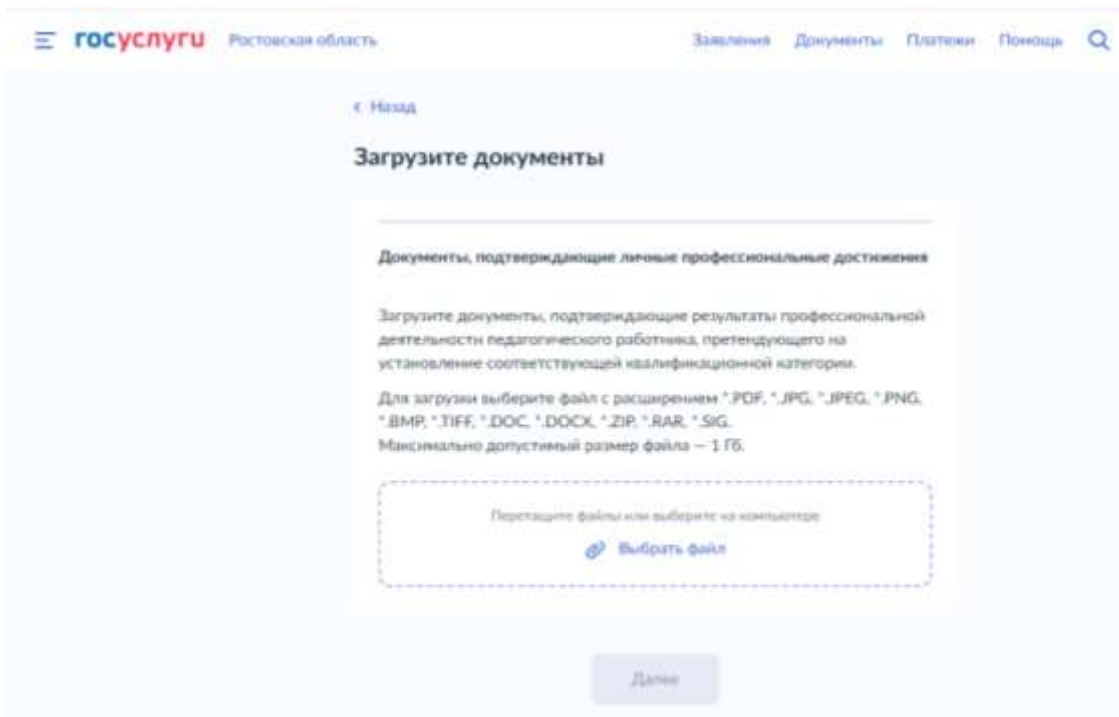 госуслуги Ростовская область Заявления Документы Платежи Помощь
Назад
Загрузите документы
Документы, подтверждающие личные профессиональные достижения
Загрузите документы, подтверждающие результаты профессиональной
деятельности педагогического работника, претендующего на
установление соответствующей квалификационной категории.
Для загрузки выберите файл с расширением *.PDF, *.JPG, *.JPEG, *.PNG,
*.BMP, *.TIFF, *.DOC, *.DOCX, *.ZIP, *.RAR, *.SIG.
Максимально допустимый размер файла — 1 Гб.
Перетащите файлы или выберите на компьютере
Выбрать файл
Далее